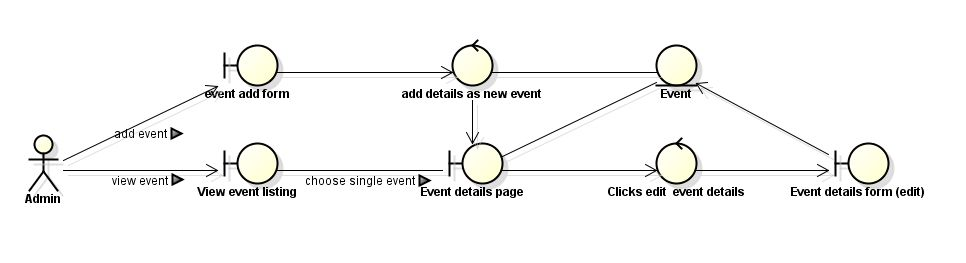 event add form
add details as new event
Event
add event
view event
choose single event
Admin
View event listing
Event details page
Clicks edit  event details
Event details form (edit)